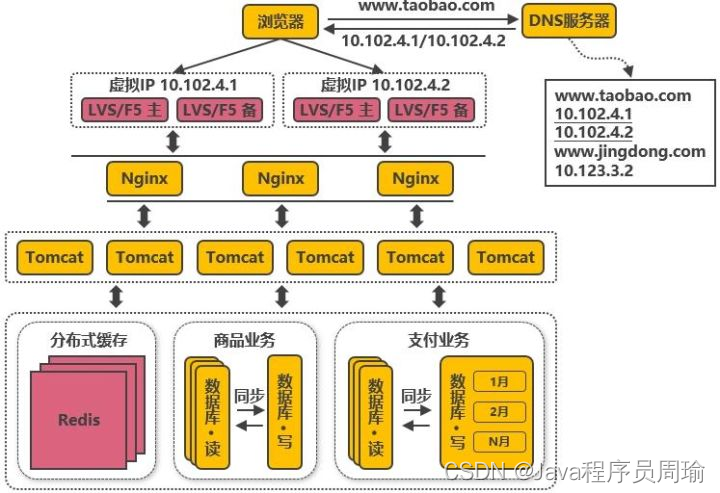 www.taobao.com
浏览器
DNS服务器
10.102.4.1/10.102.4.2
虚拟IP 10.102.4.1
LVS/F5 主
LVS/F5 备
虚拟IP 10.102.4.2
LVS/F5 主
LVS/F5 备
www.taobao.com
10.102.4.1
10.102.4.2
www.jingdong.com
10.123.3.2
Nginx
Nginx
Nginx
Tomcat
Tomcat
Tomcat
Tomcat
Tomcat
Tomcat
分布式缓存
Redis
商品业务
数据库·读
同步
数据库·写
支付业务
数据库·读
同步
数据库·写
1月
2月
N月
CSDN @Java程序员周瑜